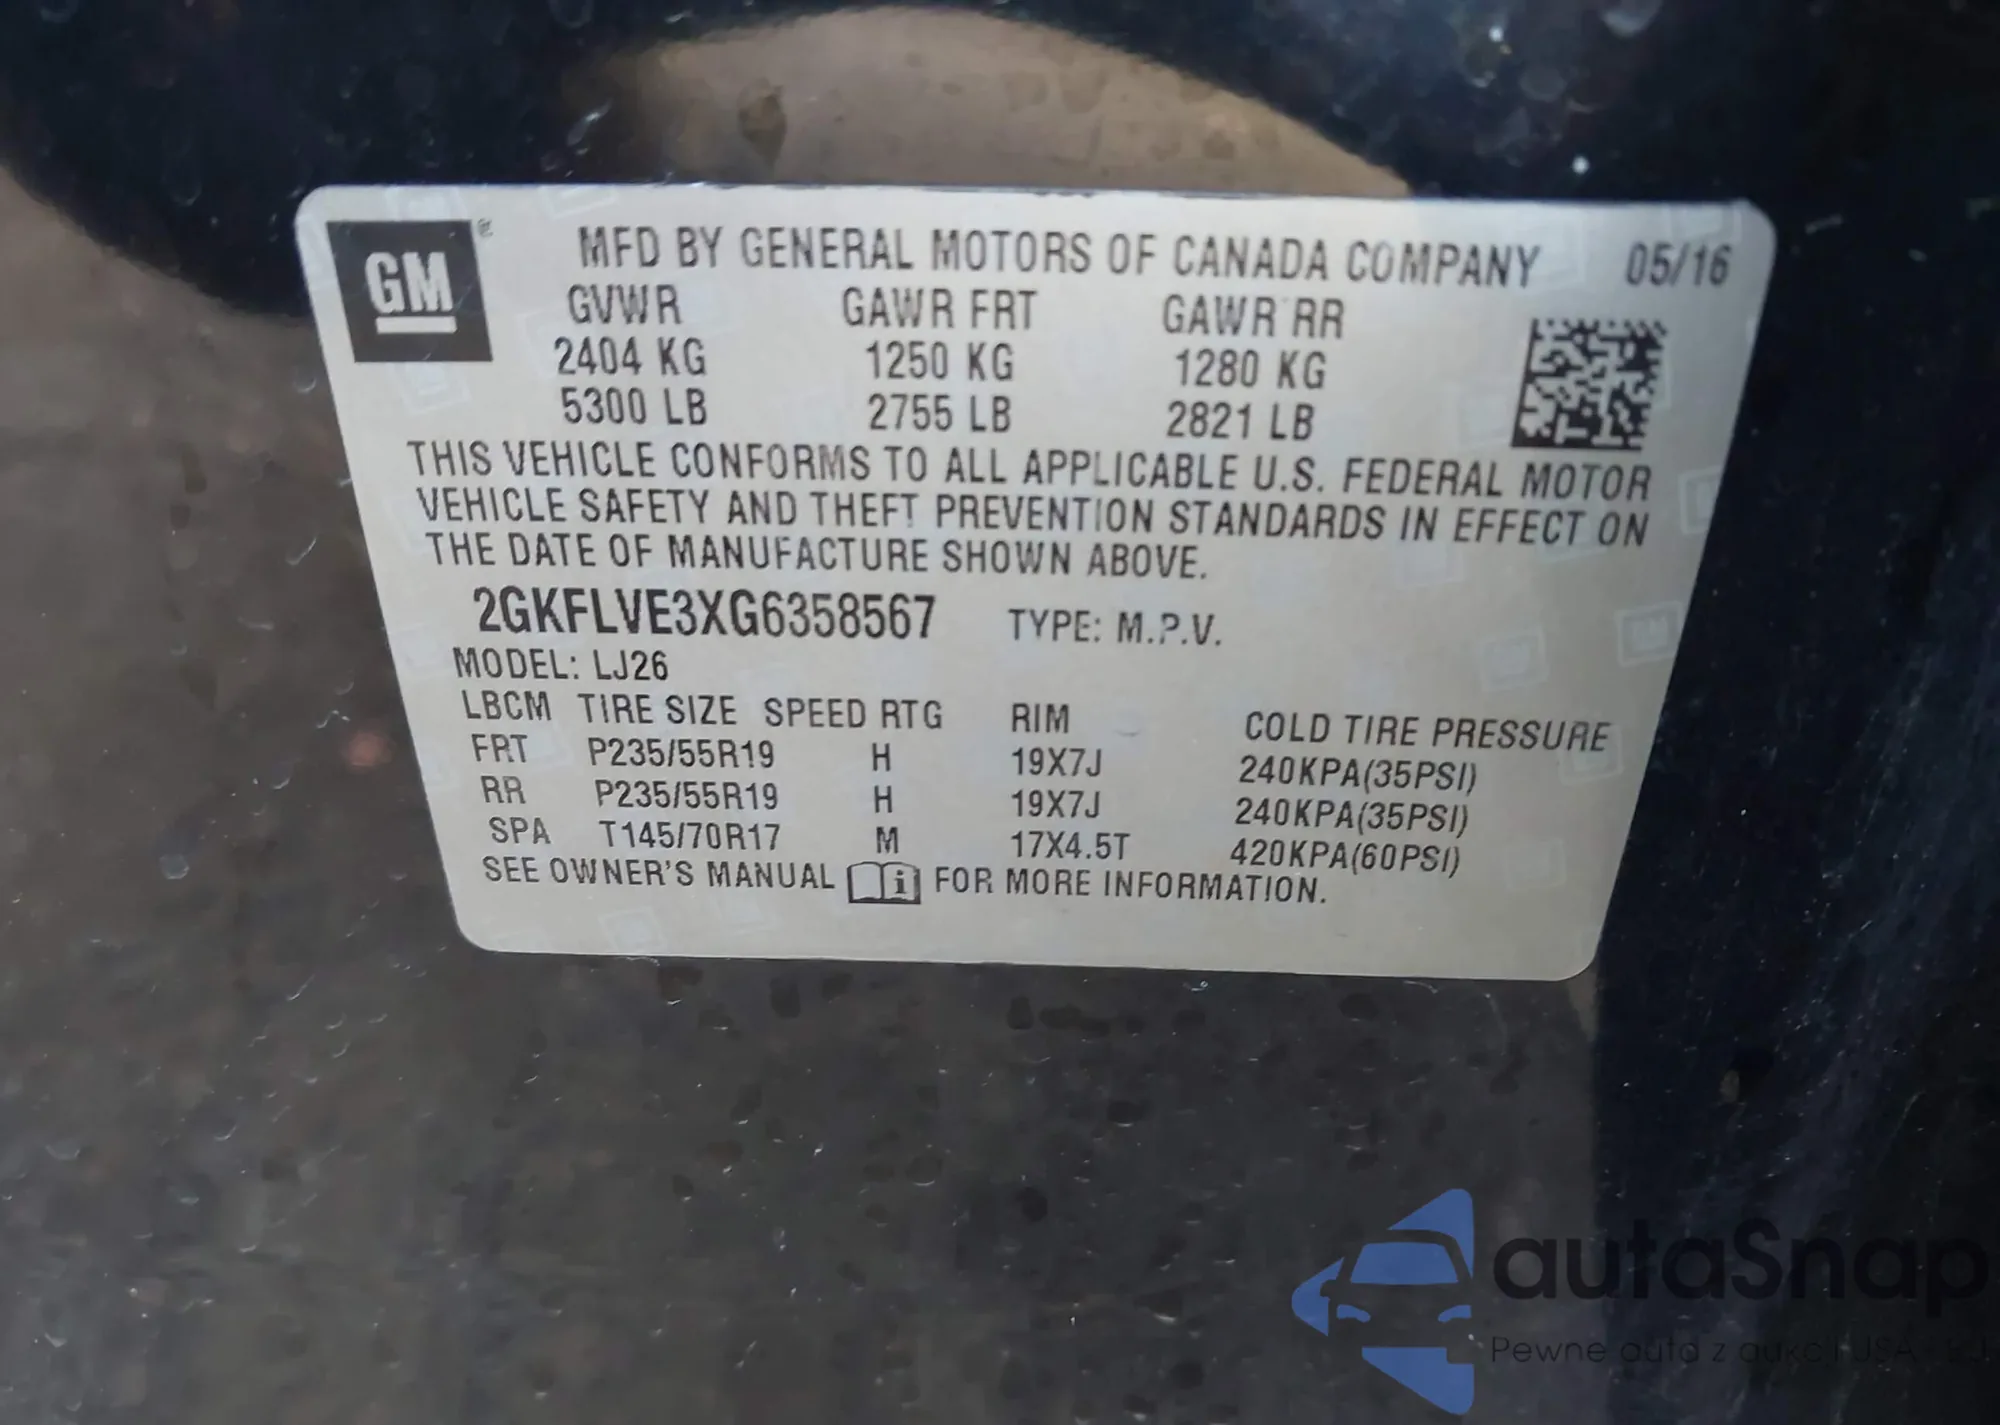 GM ®
MFD BY GENERAL MOTORS OF CANADA COMPANY 05/16
GVWR GAWR FRT GAWR RR
2404 KG 1250 KG 1280 KG
5300 LB 2755 LB 2821 LB
THIS VEHICLE CONFORMS TO ALL APPLICABLE U.S. FEDERAL MOTOR
VEHICLE SAFETY AND THEFT PREVENTION STANDARDS IN EFFECT ON
THE DATE OF MANUFACTURE SHOWN ABOVE.
2GKFLVE3XG6358567 TYPE: M.P.V.
MODEL: LJ26
LBCM TIRE SIZE SPEED RTG RIM COLD TIRE PRESSURE
FRT P235/55R19 H 19X7J 240KPA(35PSI)
RR P235/55R19 H 19X7J 240KPA(35PSI)
SPA T145/70R17 M 17X4.5T 420KPA(60PSI)
SEE OWNER'S MANUAL i FOR MORE INFORMATION.
autaSnap
Pewne auta z aukcji USA